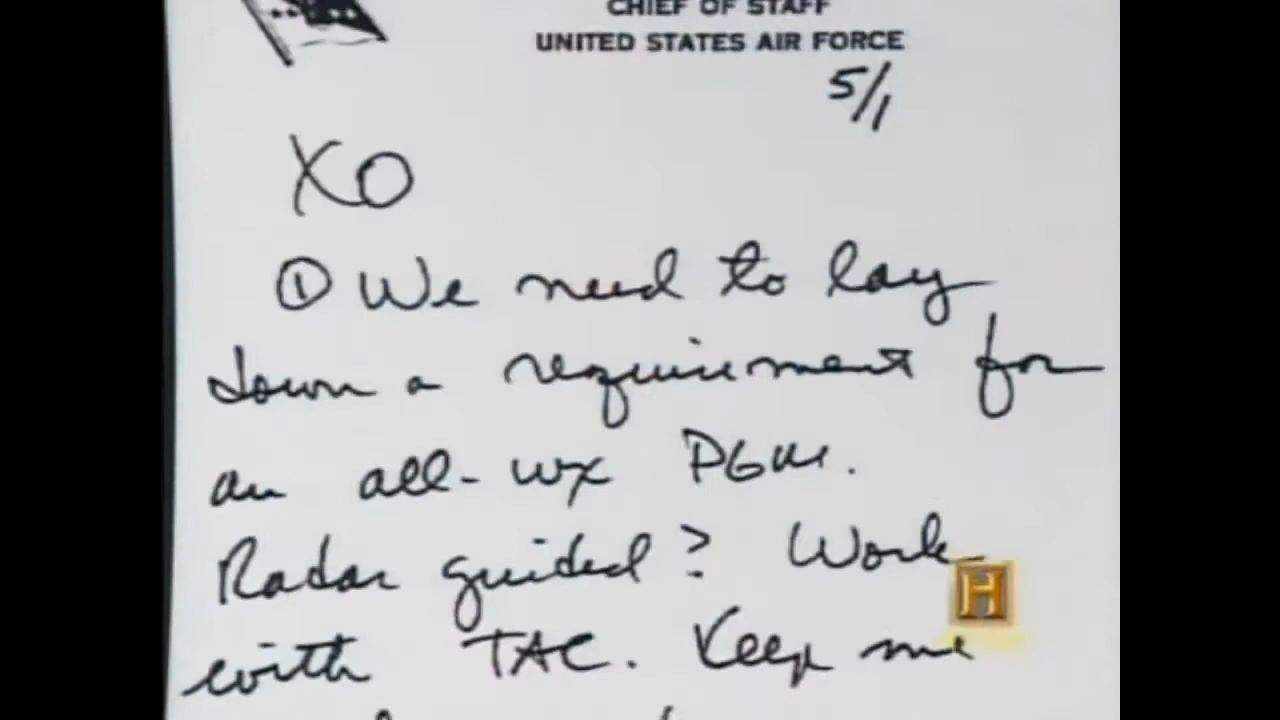 CHIEF OF STAFF
UNITED STATES AIR FORCE
5/1
XO
① We need to lay
down a requirement for
an all-wx PGM.
Radar guided? Work
with TAC. Keep me
H